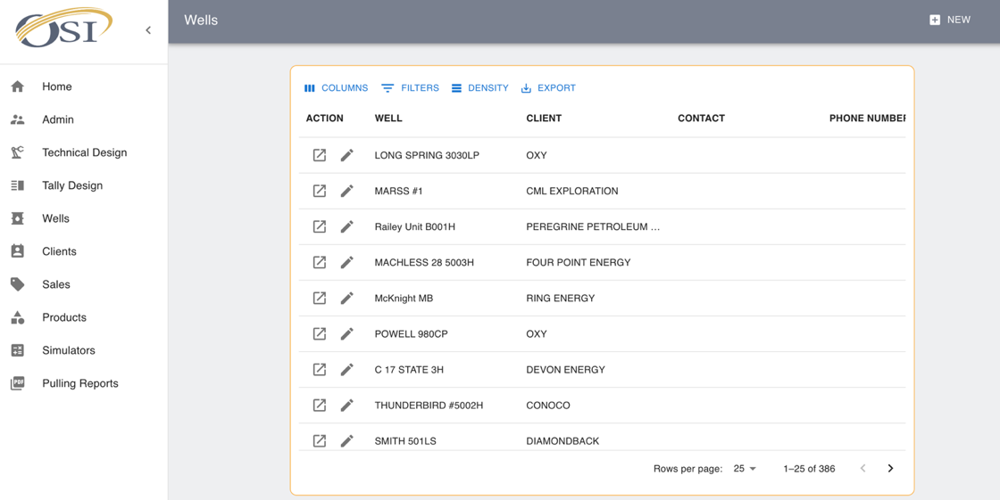 OSI
Wells
NEW
Home
Admin
Technical Design
Tally Design
Wells
Clients
Sales
Products
Simulators
PDF
Pulling Reports
COLUMNS FILTERS DENSITY EXPORT
ACTION WELL CLIENT CONTACT PHONE NUMBER
LONG SPRING 3030LP OXY
MARSS #1 CML EXPLORATION
Railey Unit B001H PEREGRINE PETROLEUM ...
MACHLESS 28 5003H FOUR POINT ENERGY
McKnight MB RING ENERGY
POWELL 980CP OXY
C 17 STATE 3H DEVON ENERGY
THUNDERBIRD #5002H CONOCO
SMITH 501LS DIAMONDBACK
Rows per page: 25 1–25 of 386